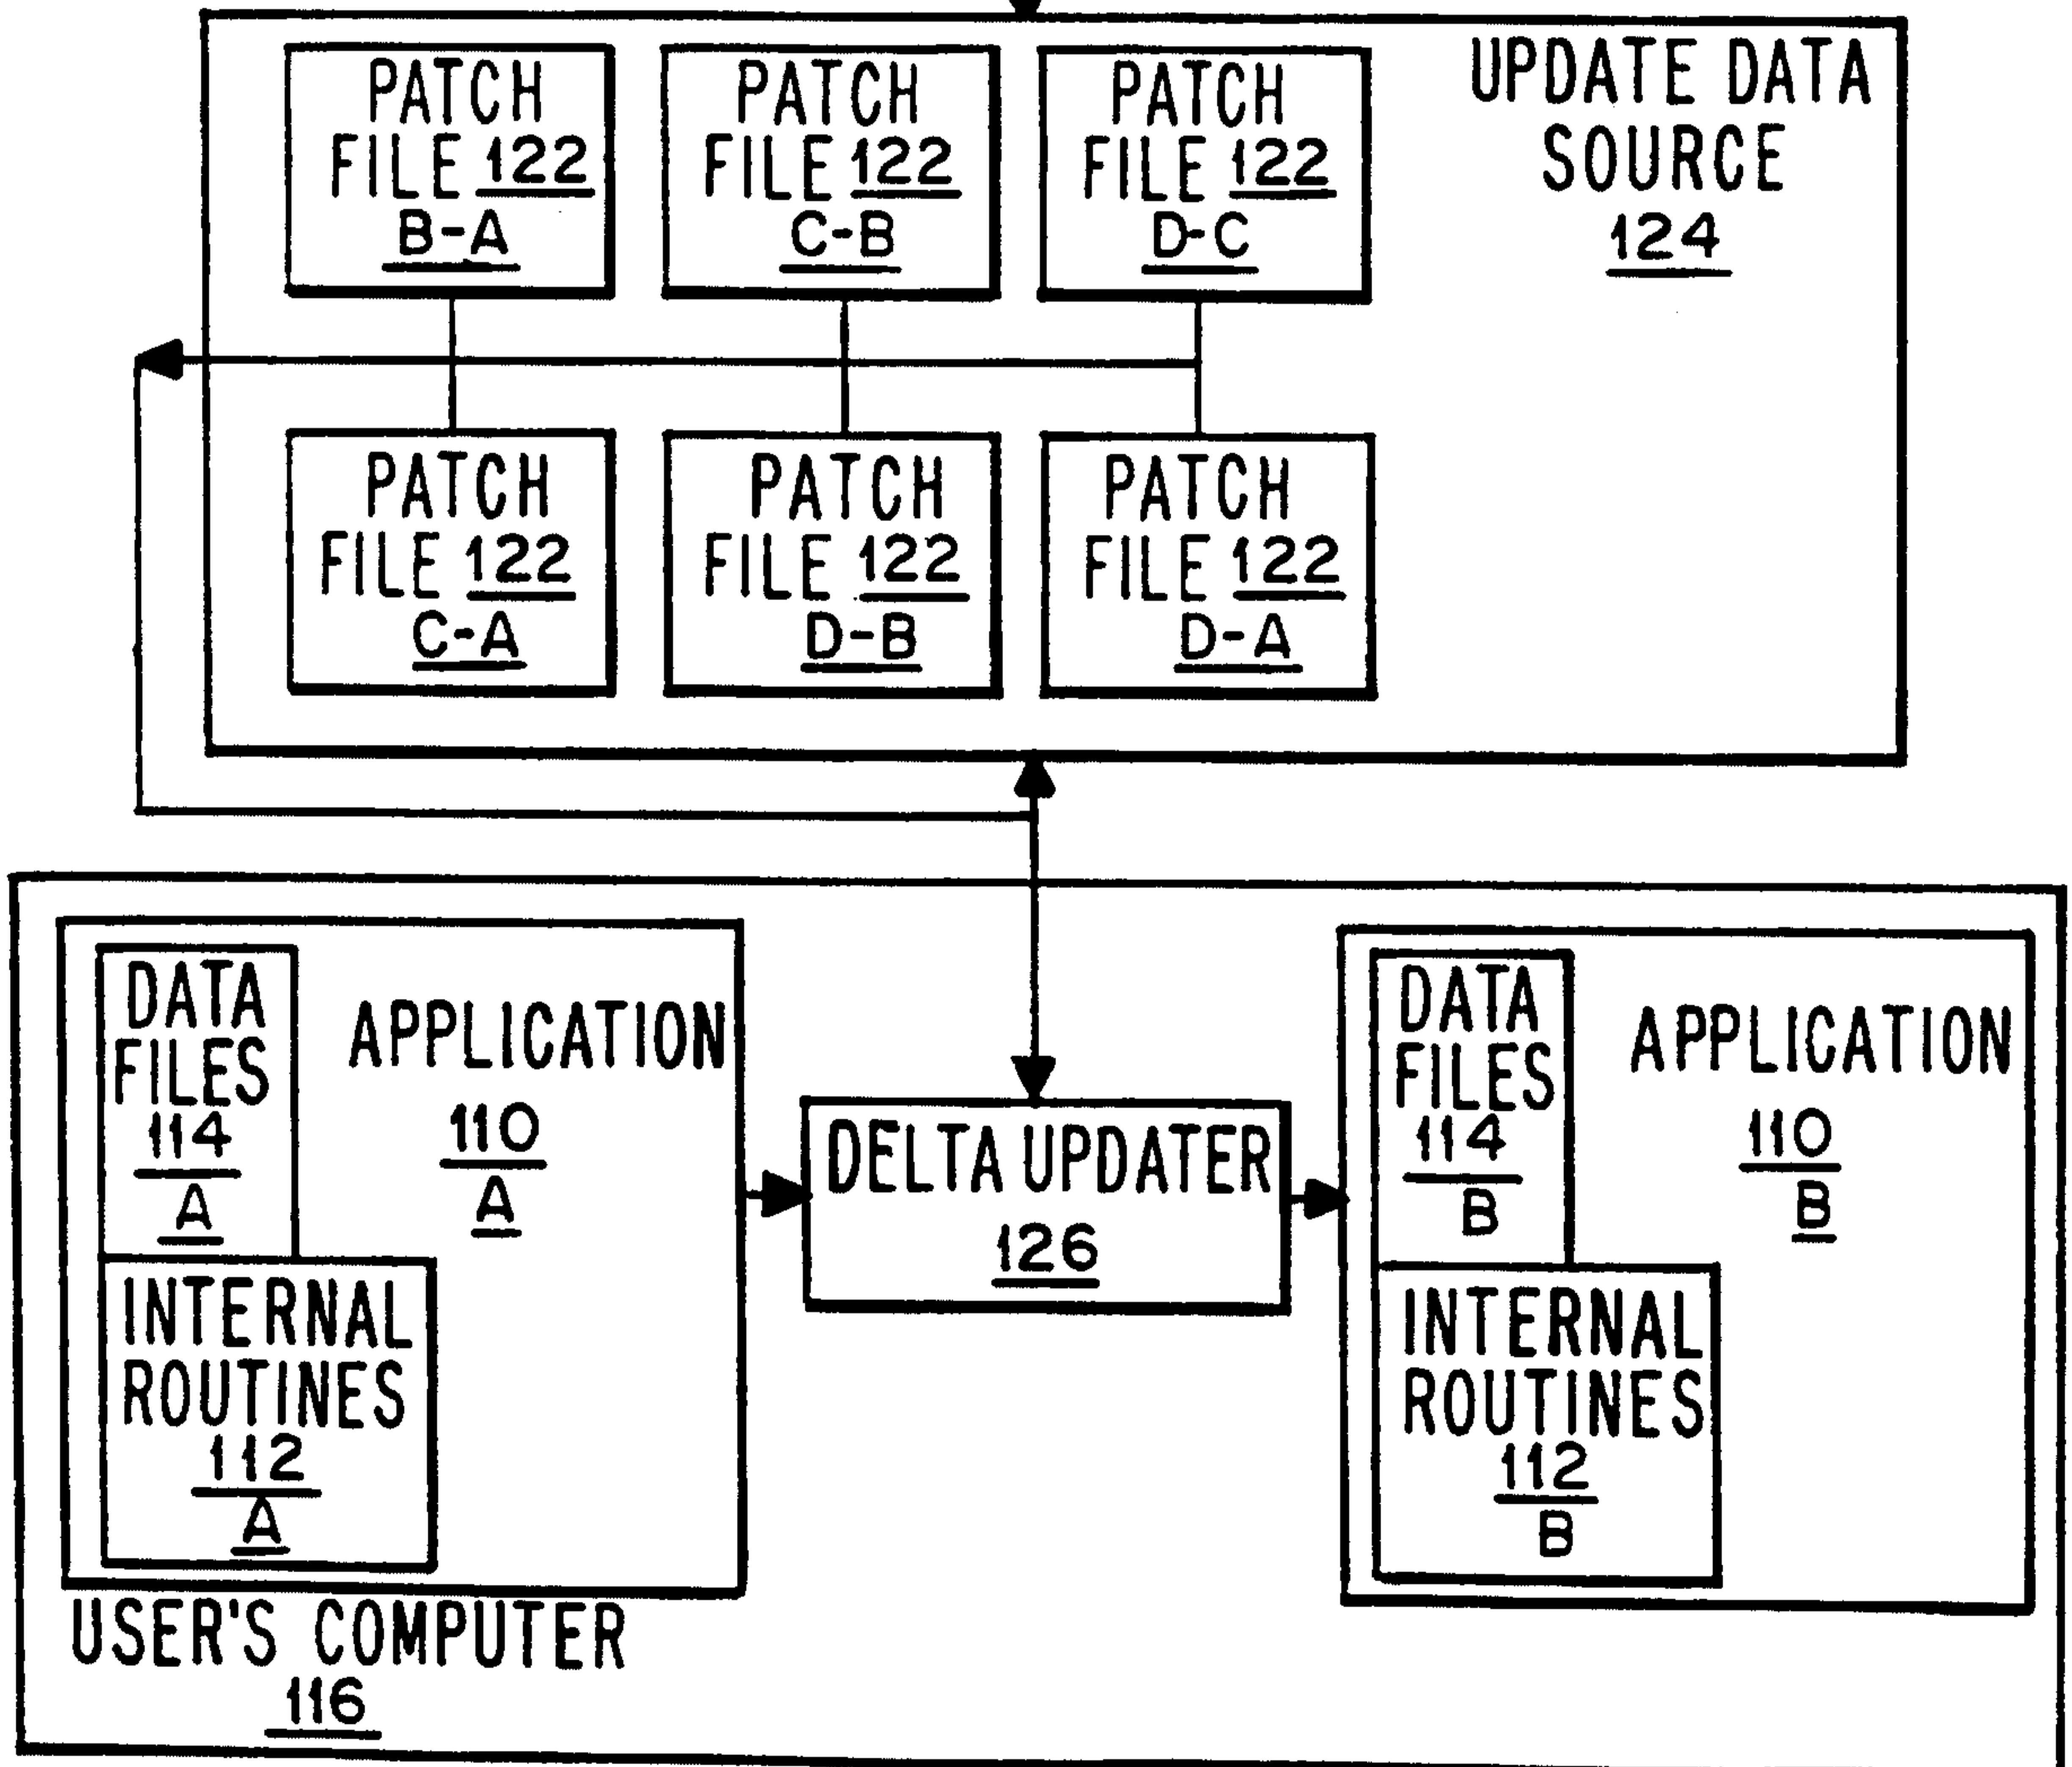 PATCH
FILE 122
B-A
PATCH
FILE 122
C-B
PATCH
FILE 122
D-C
UPDATE DATA
SOURCE
124
PATCH
FILE 122
C-A
PATCH
FILE 122
D-B
PATCH
FILE 122
D-A
DATA
FILES
114
A
APPLICATION
110
A
INTERNAL
ROUTINES
112
A
DELTA UPDATER
126
DATA
FILES
114
B
APPLICATION
110
B
INTERNAL
ROUTINES
112
B
USER'S COMPUTER
116